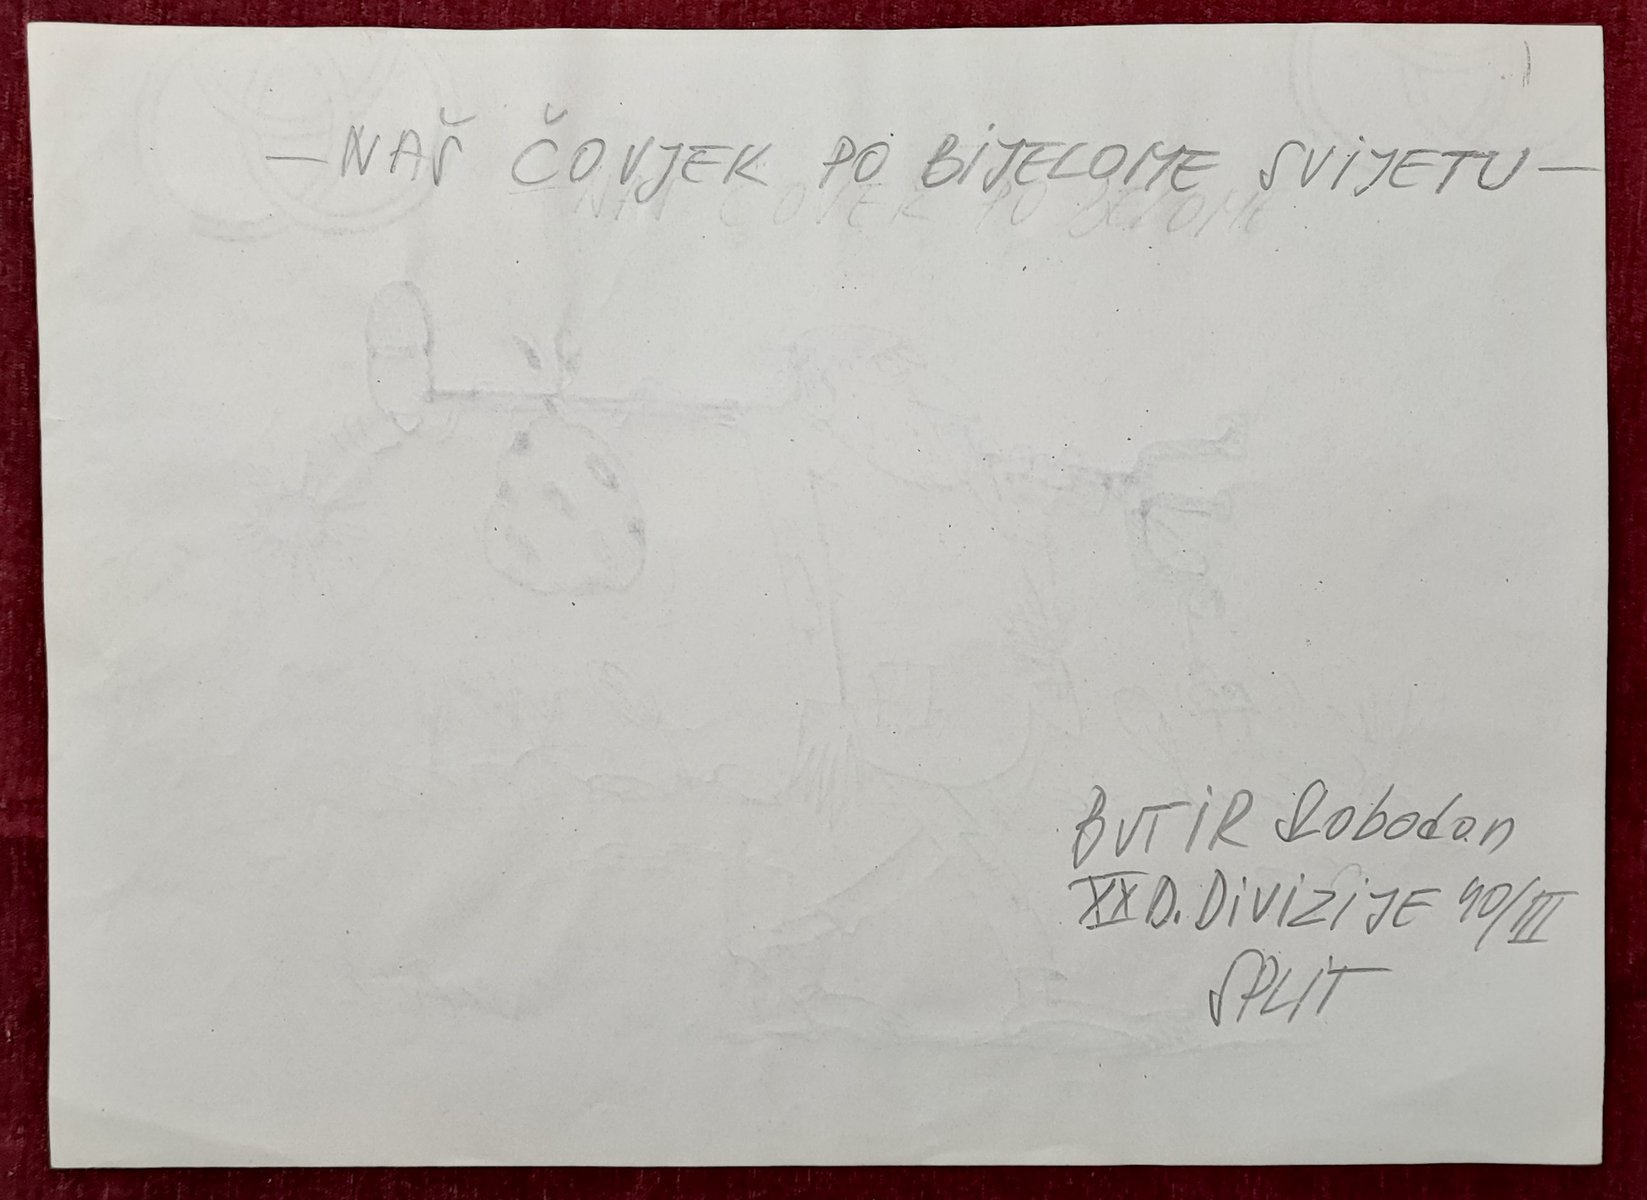 —NAŠ ČOVJEK PO BIJELOME SVIJETU—
BUTIR Slobodan
XX D. DIVIZIJE 40/III
SPLIT